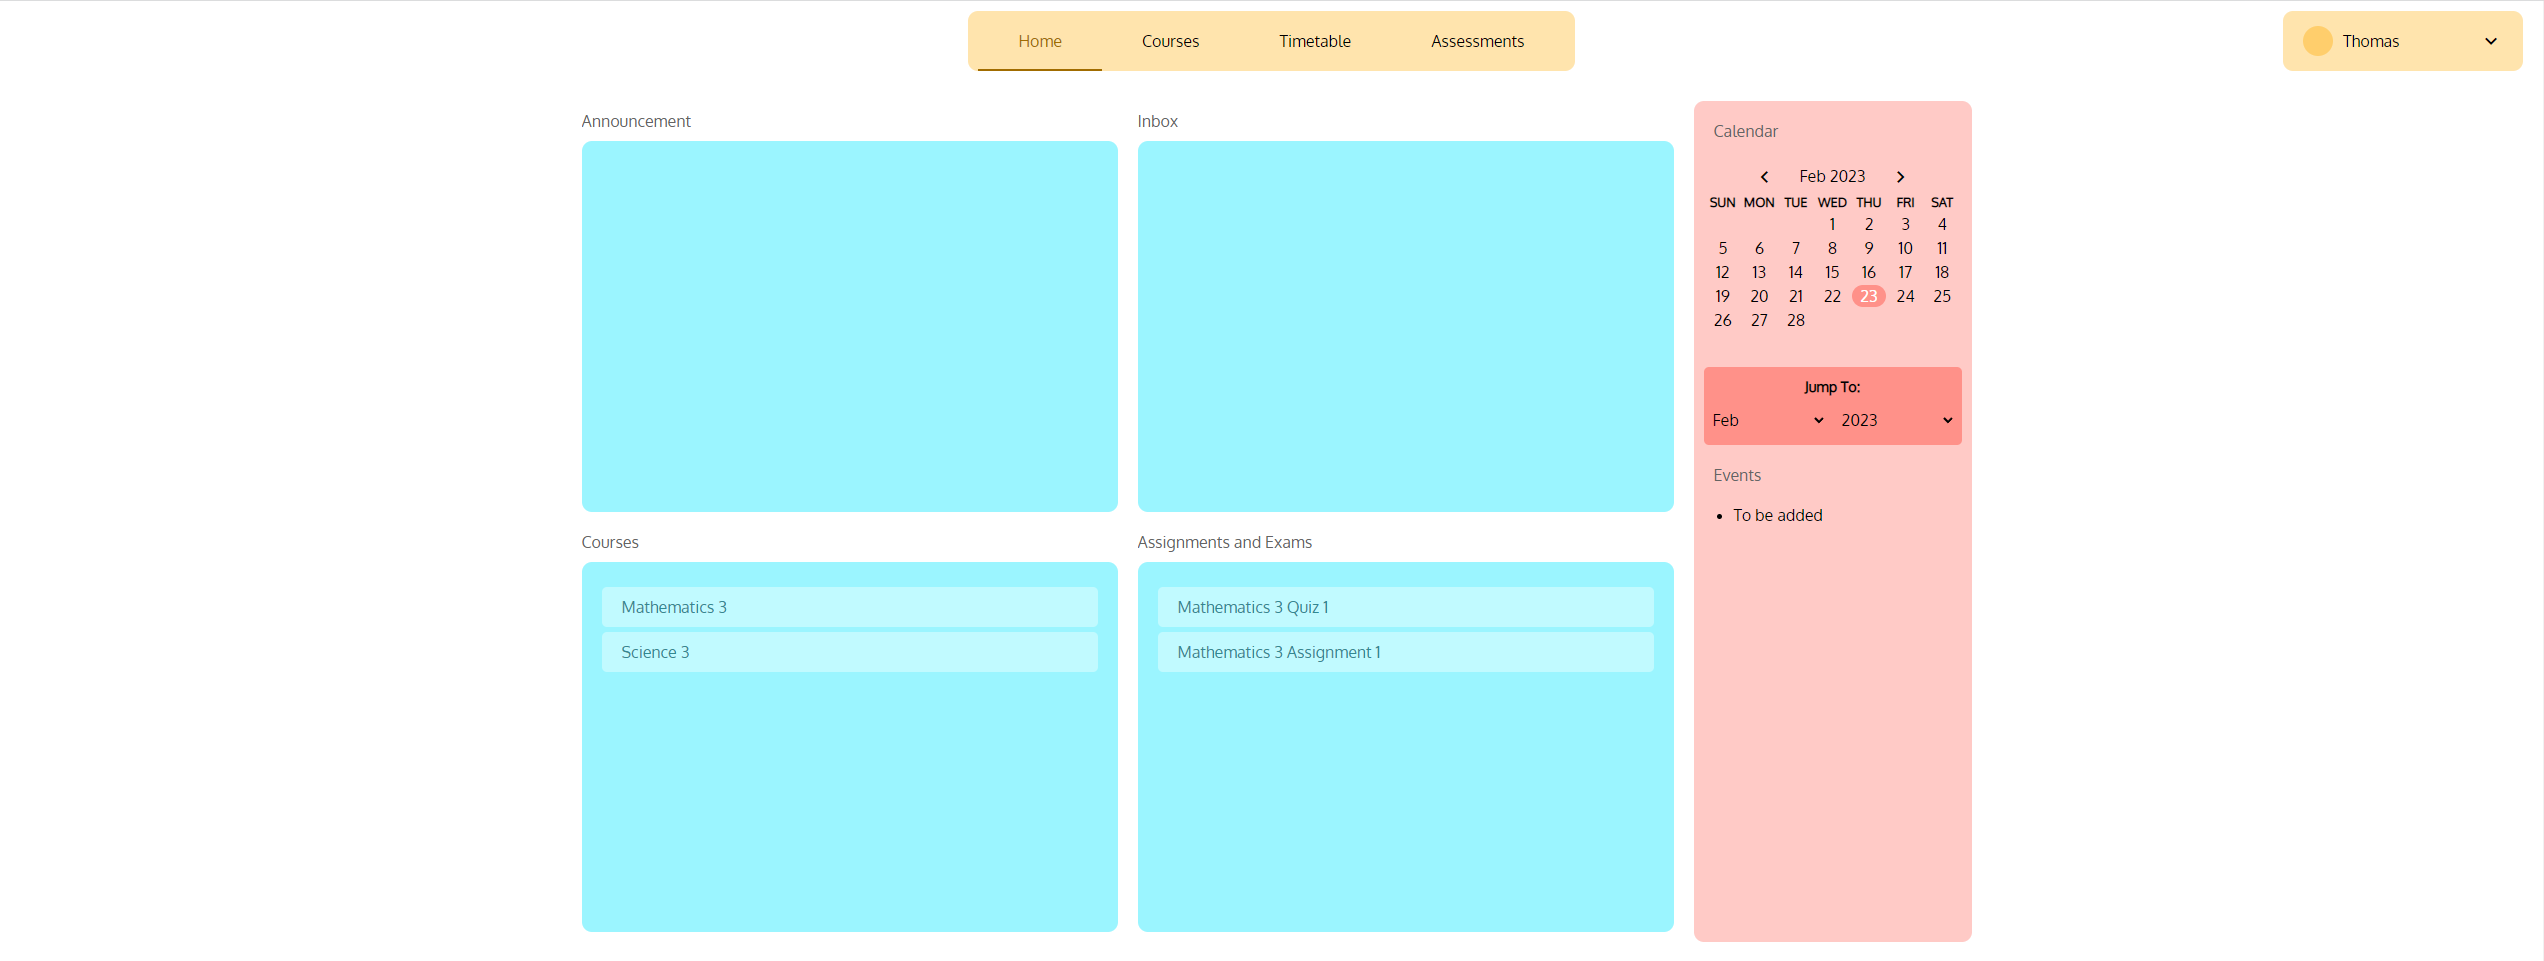 Home Courses Timetable Assessments
Thomas
Announcement
Inbox
Courses
Mathematics 3
Science 3
Assignments and Exams
Mathematics 3 Quiz 1
Mathematics 3 Assignment 1
Calendar
Feb 2023
SUN MON TUE WED THU FRI SAT
1 2 3 4
5 6 7 8 9 10 11
12 13 14 15 16 17 18
19 20 21 22 23 24 25
26 27 28
Jump To:
Feb 2023
Events
• To be added